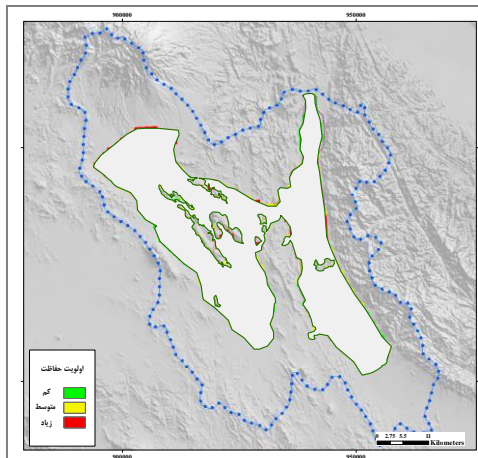 900000 950000
اولویت حفاظت
کم
متوسط
زیاد
0 2.75 5.5 11
Kilometers
900000 950000